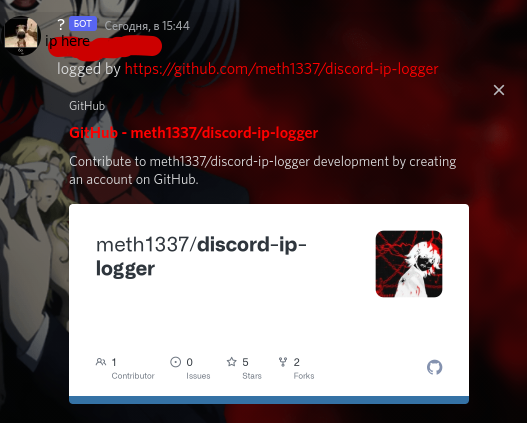 ? БОТ Сегодня, в 15:44
ip here
logged by https://github.com/meth1337/discord-ip-logger
GitHub
GitHub - meth1337/discord-ip-logger
Contribute to meth1337/discord-ip-logger development by creating
an account on GitHub.
meth1337/discord-ip-
logger
1 0 5 2
Contributor Issues Stars Forks